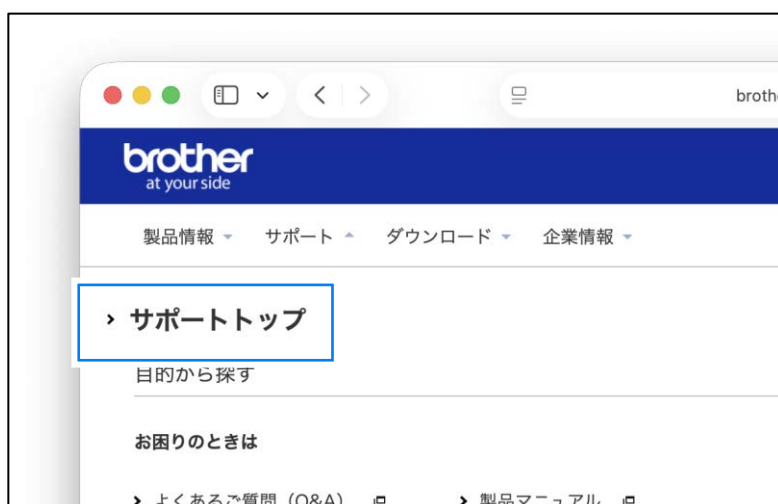 broth
brother
at your side
製品情報 サポート ダウンロード 企業情報
サポートトップ
目的から探す
お困りのときは
よくあるご質問（Q&A） 製品マニュアル